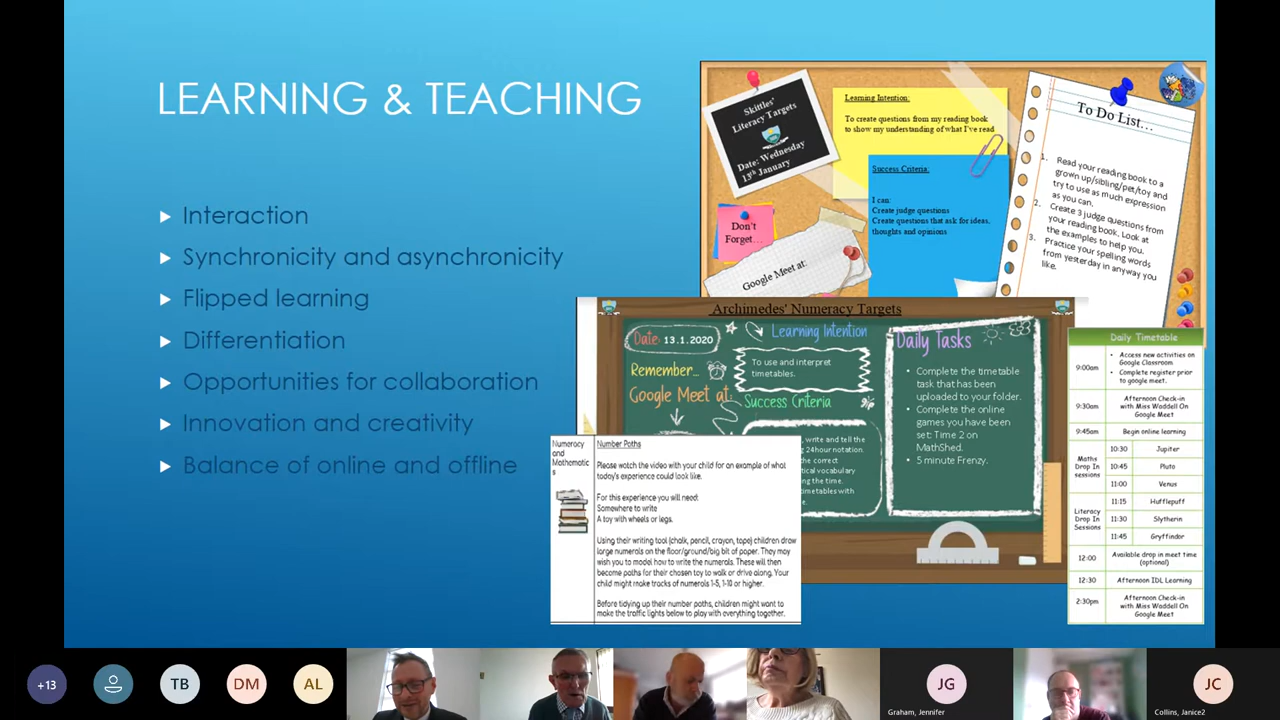 LEARNING & TEACHING
Interaction
Synchronicity and asynchronicity
Flipped learning
Differentiation
Opportunities for collaboration
Innovation and creativity
Balance of online and offline
Skittles'
Literacy Targets
Date: Wednesday
13th January
Learning Intention:
To create questions from my reading book
to show my understanding of what I've read
Success Criteria:
I can:
Create judge questions
Create questions that ask for ideas,
thoughts and opinions
Don't
Forget...
Google Meet at:
To Do List...
1. Read your reading book to a
grown up/sibling/pet/toy and
try to use as much expression
as you can.
2. Create 3 judge questions from
your reading book. Look at
the examples to help you.
3. Practice your spelling words
from yesterday in anyway you
like.
Archimedes' Numeracy Targets
Date: 13.1.2020
Remember...
Google Meet at:
Learning Intention
To use and interpret
timetables.
Success Criteria
, write and tell the
24hour notation.
the correct
vocabulary
the time.
timetables with
Daily Tasks
Complete the timetable
task that has been
uploaded to your folder.
Complete the online
games you have been
set: Time 2 on
MathShed.
5 minute Frenzy.
Numeracy
and
Mathematic
s
Number Paths
Please watch the video with your child for an example of what
today's experience could look like.
For this experience you will need:
Somewhere to write
A toy with wheels or legs.
Using their writing tool (chalk, pencil, crayon, tape) children draw
large numerals on the floor/ground/big bit of paper. They may
wish you to model how to write the numerals. These will then
become paths for their chosen toy to walk or drive along. Your
child might make tracks of numerals 1-5, 1-10 or higher.
Before tidying up their number paths, children might want to
make the traffic lights below to play with everything together.
Daily Timetable
9:00am
Access new activities on
Google Classroom
Complete register prior
to google meet.
9:30am
Afternoon Check-in
with Miss Waddell On
Google Meet
9:45am Begin online learning
Maths
Drop In
sessions
10:30 Jupiter
10:45 Pluto
11:00 Venus
Literacy
Drop In
Sessions
11:15 Hufflepuff
11:30 Slytherin
11:45 Gryffindor
12:00 Available drop in meet time
(optional)
12:30 Afternoon IDL Learning
2:30pm
Afternoon Check-in
with Miss Waddell On
Google Meet
+13
TB
DM
AL
JG
Graham, Jennifer
JC
Collins, Janice2